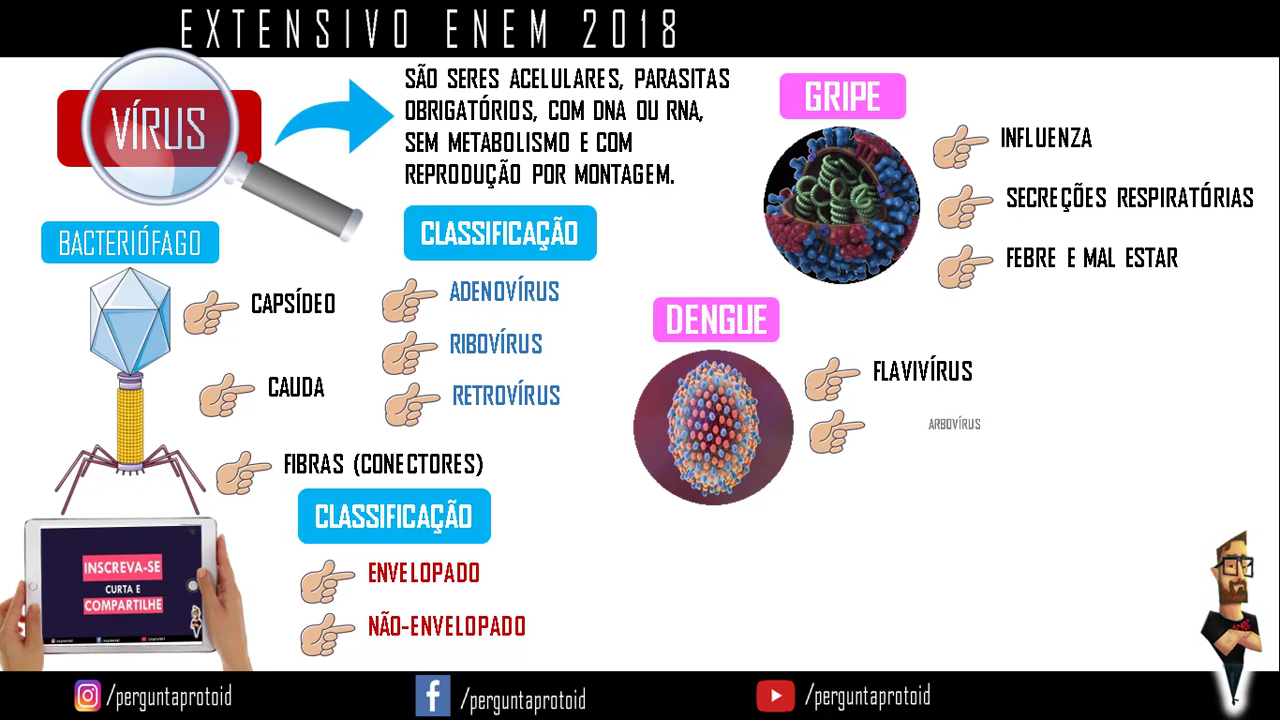 EXTENSIVO ENEM 2018
VÍRUS
SÃO SERES ACELULARES, PARASITAS
OBRIGATÓRIOS, COM DNA OU RNA,
SEM METABOLISMO E COM
REPRODUÇÃO POR MONTAGEM.
BACTERIÓFAGO
CAPSÍDEO
CAUDA
FIBRAS (CONECTORES)
CLASSIFICAÇÃO
ADENOVÍRUS
RIBOVÍRUS
RETROVÍRUS
CLASSIFICAÇÃO
ENVELOPADO
NÃO-ENVELOPADO
GRIPE
INFLUENZA
SECREÇÕES RESPIRATÓRIAS
FEBRE E MAL ESTAR
DENGUE
FLAVIVÍRUS
ARBOVÍRUS
INSCREVA-SE
CURTA E
COMPARTILHE
/perguntaprotoid
/perguntaprotoid
/perguntaprotoid